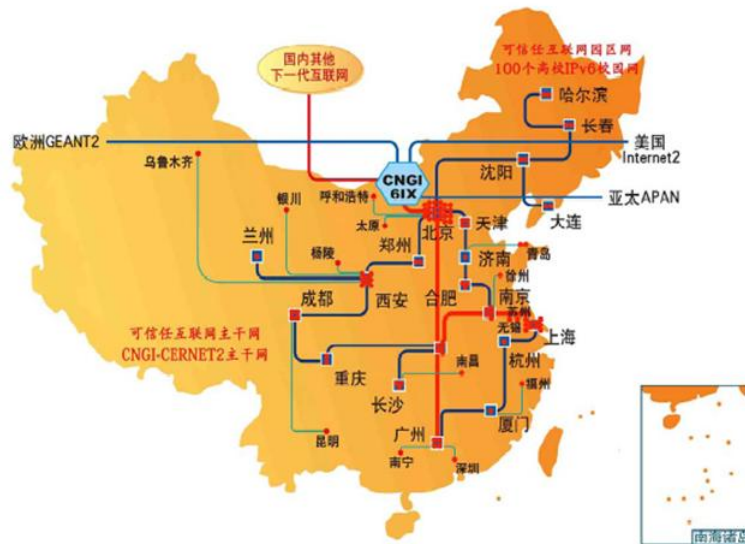 国内其他
下一代互联网
可信任互联网园区网
100个高校IPv6校园网
哈尔滨
长春
欧洲GEANT2
美国
Internet2
乌鲁木齐
沈阳
CNGI
6IX
银川
呼和浩特
亚太APAN
大连
太原
北京
天津
兰州
郑州
杨陵
济南
青岛
徐州
成都
西安
合肥
南京
苏州
无锡
上海
可信任互联网主干网
CNGI-CERNET2主干网
重庆
南昌
杭州
长沙
福州
广州
厦门
昆明
南宁
深圳
南海诸岛